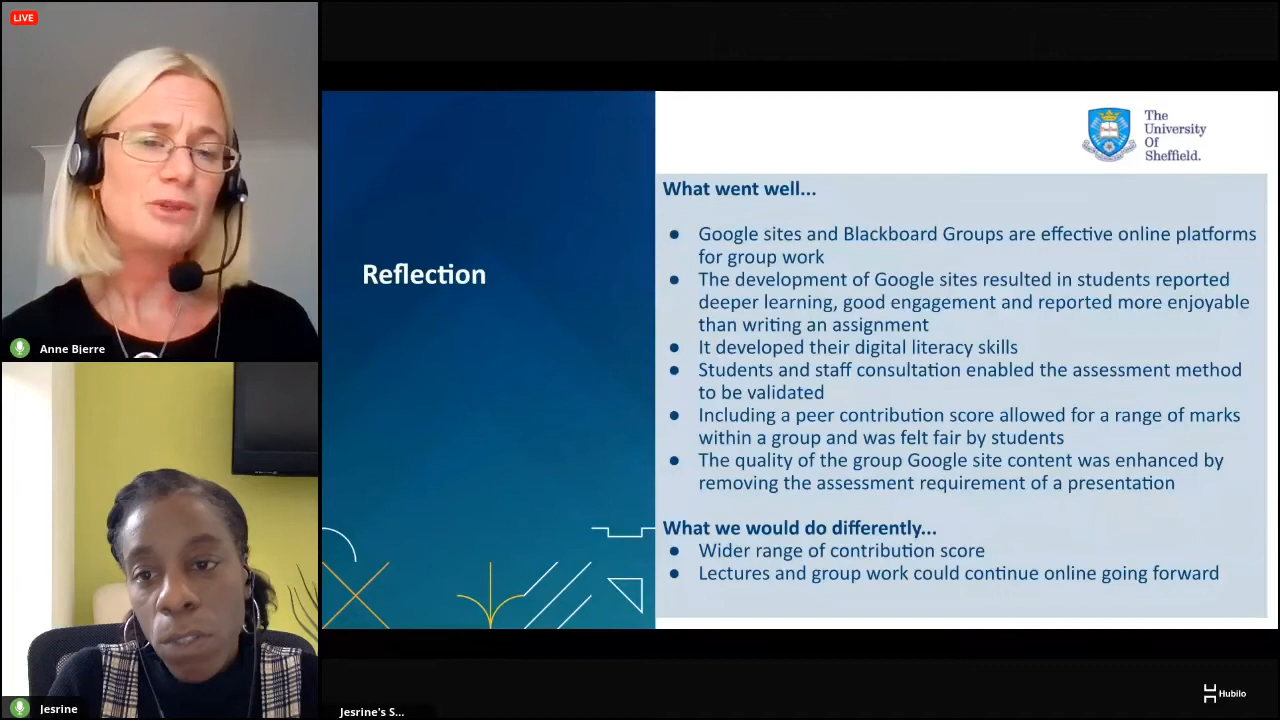 LIVE
Anne Bjerre
Jesrine
Reflection
The
University
Of
Sheffield.
What went well...
● Google sites and Blackboard Groups are effective online platforms
for group work
● The development of Google sites resulted in students reported
deeper learning, good engagement and reported more enjoyable
than writing an assignment
● It developed their digital literacy skills
● Students and staff consultation enabled the assessment method
to be validated
● Including a peer contribution score allowed for a range of marks
within a group and was felt fair by students
● The quality of the group Google site content was enhanced by
removing the assessment requirement of a presentation
What we would do differently...
● Wider range of contribution score
● Lectures and group work could continue online going forward
Jesrine's S...
Hubilo